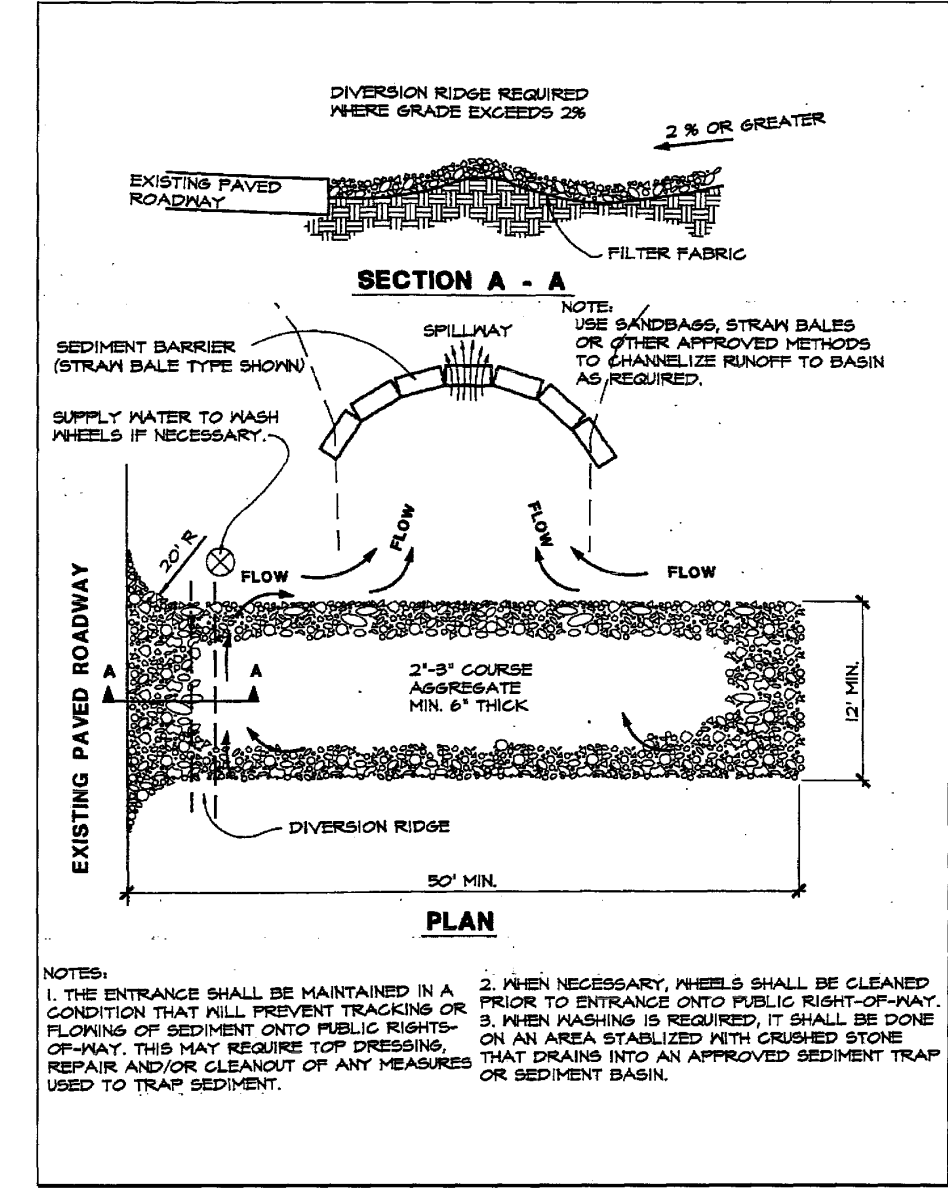 DIVERSION RIDGE REQUIRED
WHERE GRADE EXCEEDS 2%
2 % OR GREATER
EXISTING PAVED
ROADWAY
FILTER FABRIC
SECTION A - A
NOTE:
USE SANDBAGS, STRAW BALES
OR OTHER APPROVED METHODS
TO CHANNELIZE RUNOFF TO BASIN
AS REQUIRED.
SPILLWAY
SEDIMENT BARRIER
(STRAW BALE TYPE SHOWN)
SUPPLY WATER TO WASH
WHEELS IF NECESSARY.
20' R
FLOW
FLOW
FLOW
FLOW
EXISTING PAVED ROADWAY
A
A
2"-3" COURSE
AGGREGATE
MIN. 6" THICK
12' MIN.
DIVERSION RIDGE
50' MIN.
PLAN
NOTES:
1. THE ENTRANCE SHALL BE MAINTAINED IN A
CONDITION THAT WILL PREVENT TRACKING OR
FLOWING OF SEDIMENT ONTO PUBLIC RIGHTS-
OF-WAY. THIS MAY REQUIRE TOP DRESSING,
REPAIR AND/OR CLEANOUT OF ANY MEASURES
USED TO TRAP SEDIMENT.
2. WHEN NECESSARY, WHEELS SHALL BE CLEANED
PRIOR TO ENTRANCE ONTO PUBLIC RIGHT-OF-WAY.
3. WHEN WASHING IS REQUIRED, IT SHALL BE DONE
ON AN AREA STABLIZED WITH CRUSHED STONE
THAT DRAINS INTO AN APPROVED SEDIMENT TRAP
OR SEDIMENT BASIN.